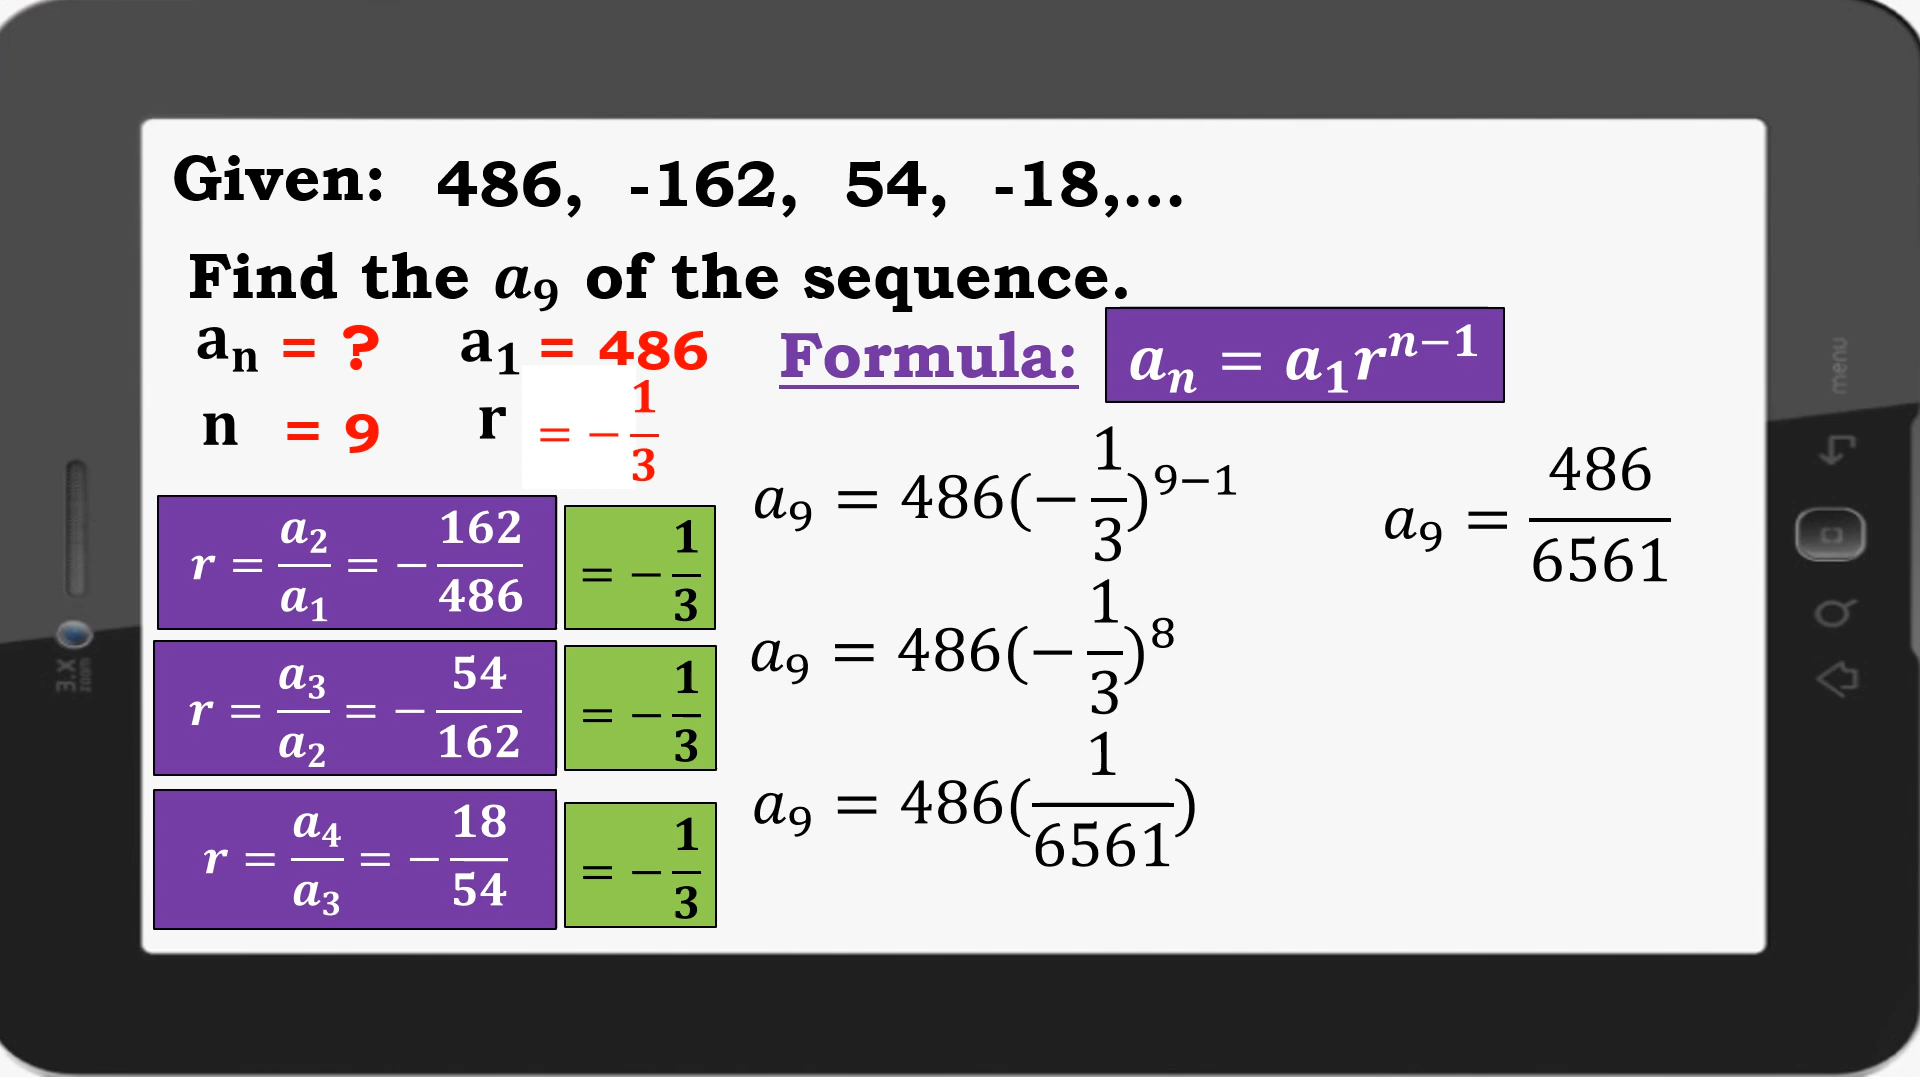 Given: 486, -162, 54, -18,...
Find the a₉ of the sequence.
aₙ = ? a₁ = 486
n = 9 r = -1/3
Formula: aₙ = a₁rⁿ⁻¹
r = a₂/a₁ = -162/486 = -1/3
r = a₃/a₂ = -54/162 = -1/3
r = a₄/a₃ = -18/54 = -1/3
a₉ = 486(-1/3)⁹⁻¹
a₉ = 486(-1/3)⁸
a₉ = 486(1/6561)
a₉ = 486/6561
menu
3.X
zoom